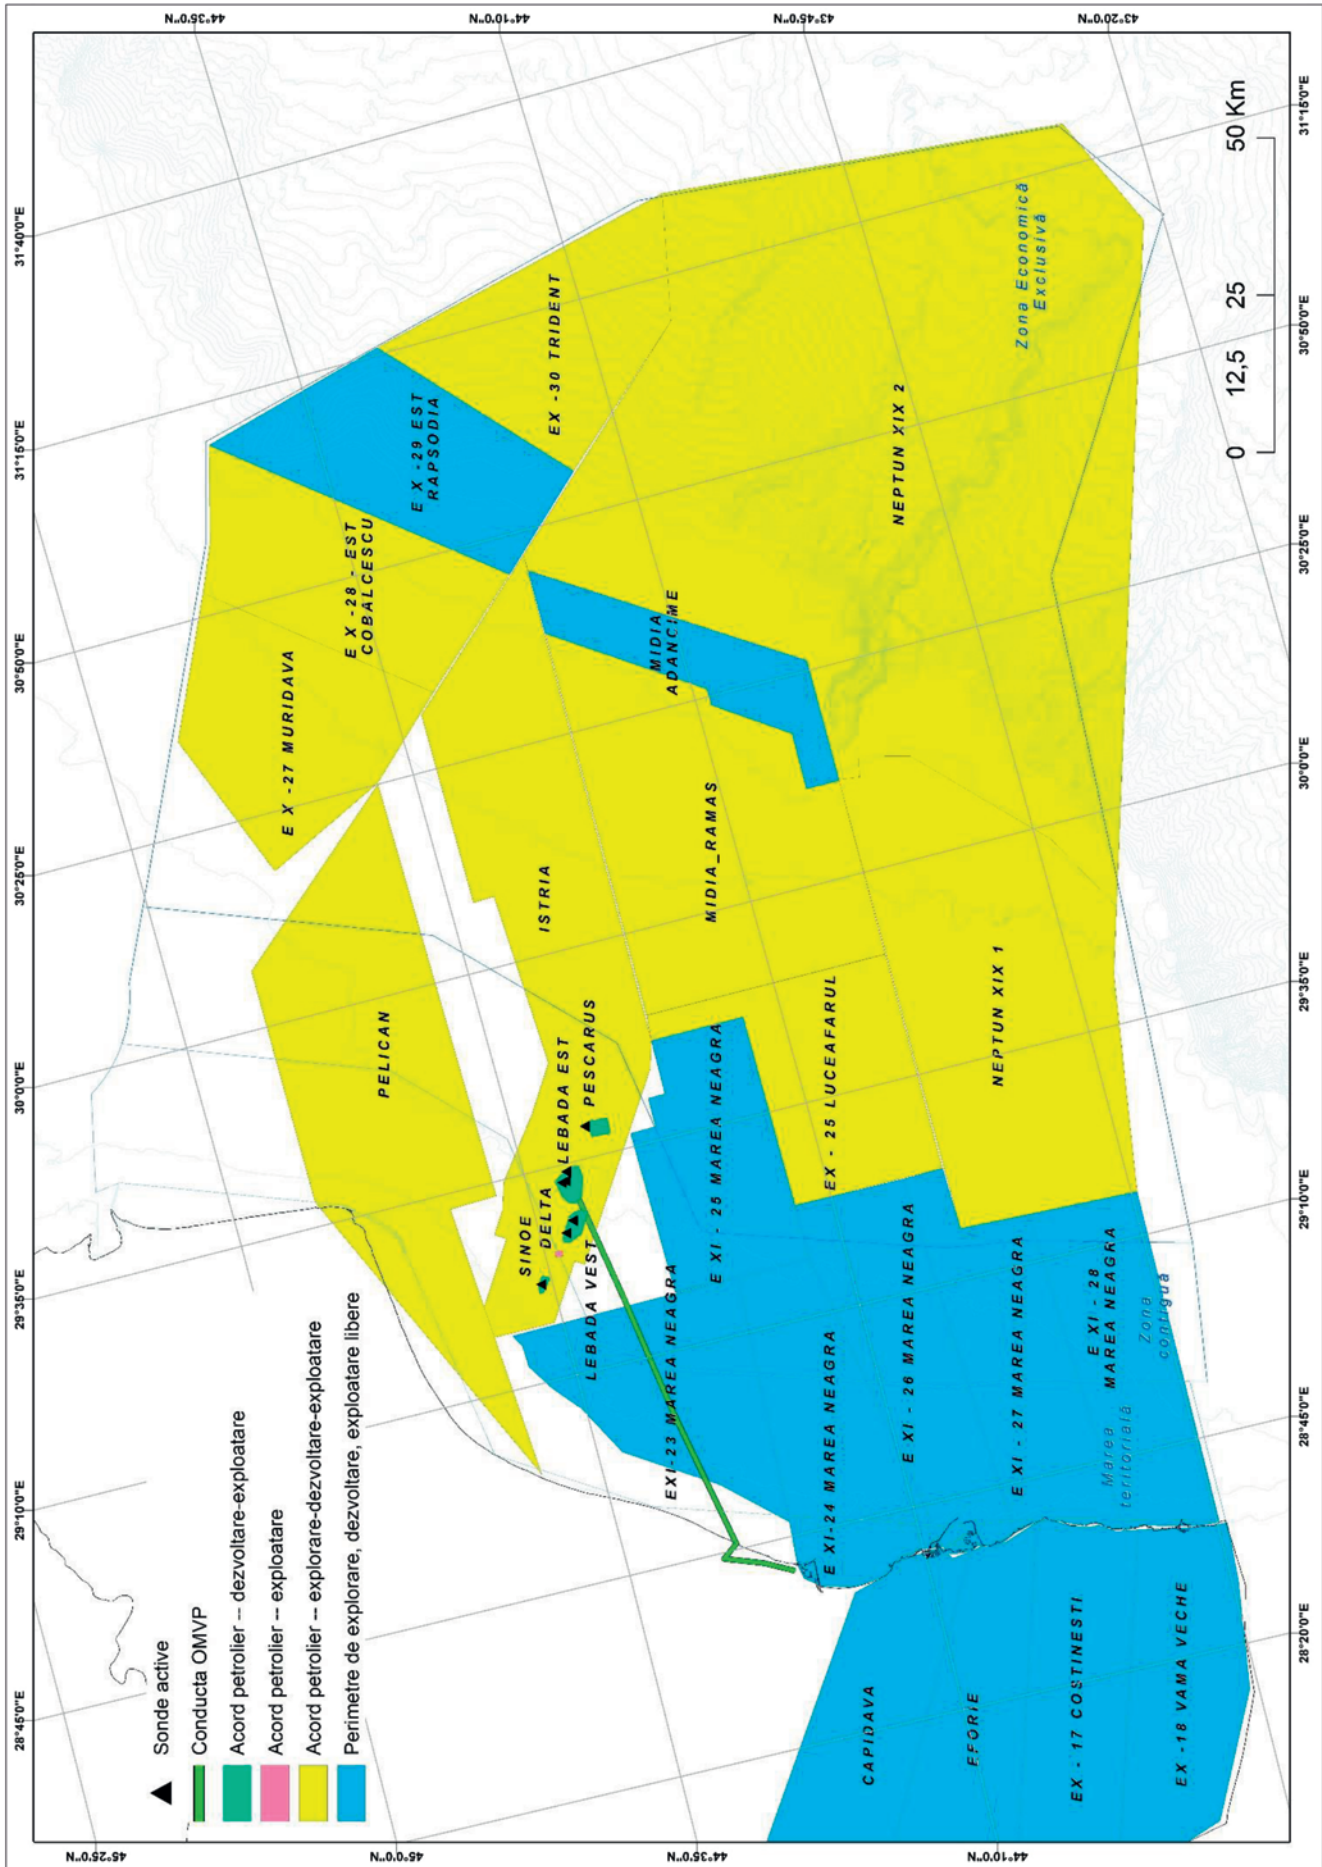 44°35'0"N
44°10'0"N
43°45'0"N
43°20'0"N
31°40'0"E
31°15'0"E
30°50'0"E
30°25'0"E
30°0'0"E
29°35'0"E
29°10'0"E
28°45'0"E
31°15'0"E
30°50'0"E
30°25'0"E
30°0'0"E
29°35'0"E
29°10'0"E
28°45'0"E
28°20'0"E
45°25'0"N
45°0'0"N
44°35'0"N
44°10'0"N
Sonde active
Conducta OMVP
Acord petrolier -- dezvoltare-exploatare
Acord petrolier -- exploatare
Acord petrolier -- explorare-dezvoltare-exploatare
Perimetre de explorare, dezvoltare, exploatare libere
E X -27 MURIDAVA
E X -28 - EST
COBALCESCU
E X -29 EST
RAPSODIA
EX -30 TRIDENT
PELICAN
ISTRIA
MIDIA
ADANCIME
MIDIA_RAMAS
NEPTUN XIX 2
Zona Economică
Exclusivă
SINOE
DELTA
LEBADA EST
PESCARUS
LEBADA VEST
EXI-23 MAREA NEAGRA
E XI - 25 MAREA NEAGRA
EX - 25 LUCEAFARUL
NEPTUN XIX 1
E XI-24 MAREA NEAGRA
E XI - 26 MAREA NEAGRA
E XI - 27 MAREA NEAGRA
E XI - 28
MAREA NEAGRA
Zona
contiguă
Marea
teritorială
CAPIDAVA
EFORIE
EX - 17 COSTINESTI
EX -18 VAMA VECHE
0 12,5 25 50 Km